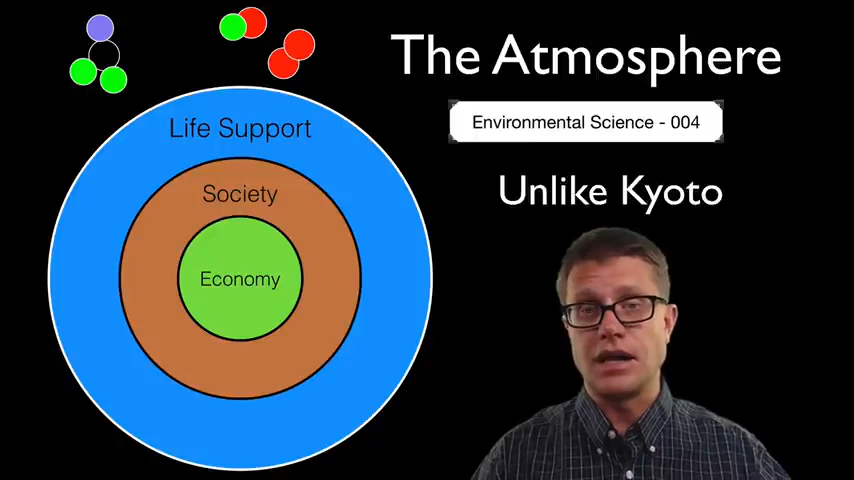 The Atmosphere
Environmental Science - 004
Unlike Kyoto
Life Support
Society
Economy